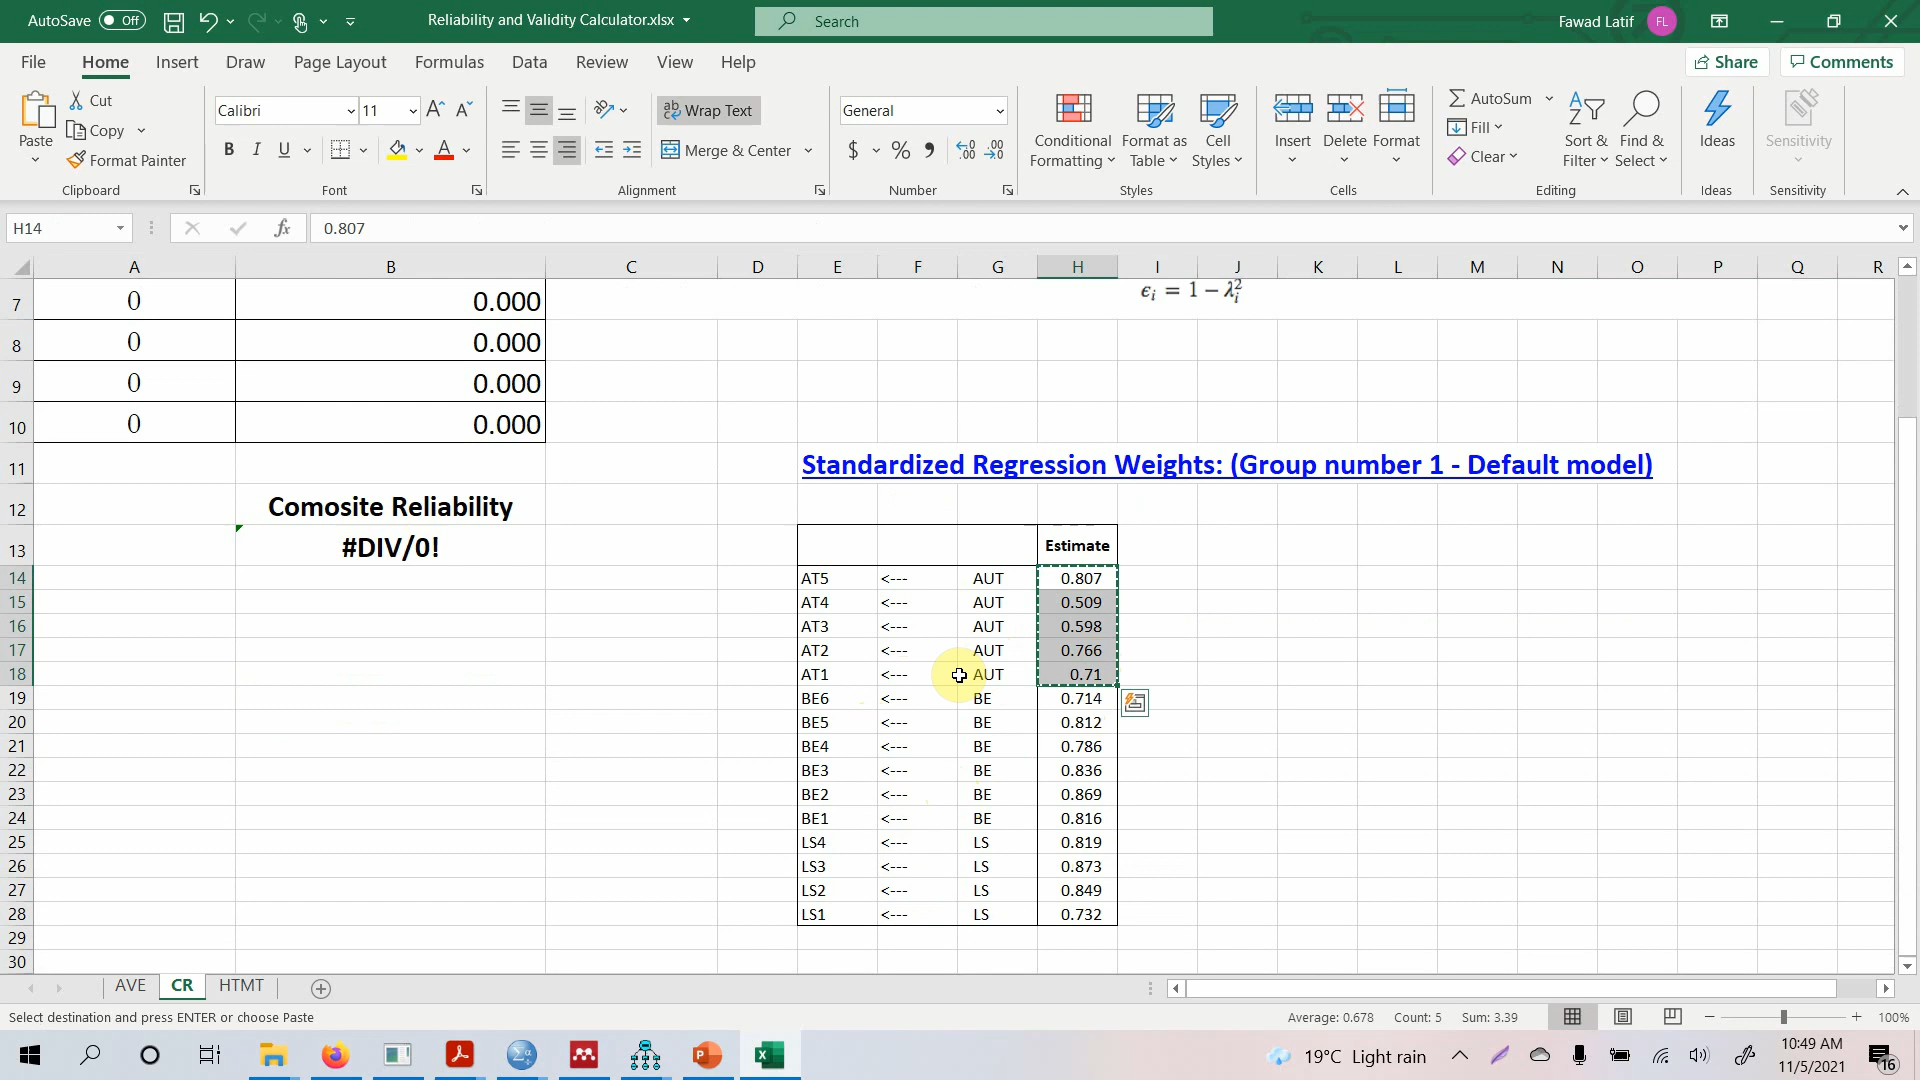 AutoSave Off Reliability and Validity Calculator.xlsx Search Fawad Latif FL
File Home Insert Draw Page Layout Formulas Data Review View Help Share Comments
Paste Cut Copy Format Painter
Calibri 11
B I U A
ab Wrap Text
Merge & Center
General
$ % 9
Conditional Formatting Format as Table Cell Styles
Insert Delete Format
AutoSum Fill Clear
Sort & Filter Find & Select
Ideas Sensitivity
Clipboard Font Alignment Number Styles Cells Editing Ideas Sensitivity
H14 fx 0.807
A B C D E F G H I J K L M N O P Q R
7 0 0.000 ϵi = 1 − λi²
8 0 0.000
9 0 0.000
10 0 0.000
11 Standardized Regression Weights: (Group number 1 - Default model)
12 Comosite Reliability
13 #DIV/0! Estimate
14 AT5 <--- AUT 0.807
15 AT4 <--- AUT 0.509
16 AT3 <--- AUT 0.598
17 AT2 <--- AUT 0.766
18 AT1 <--- AUT 0.71
19 BE6 <--- BE 0.714
20 BE5 <--- BE 0.812
21 BE4 <--- BE 0.786
22 BE3 <--- BE 0.836
23 BE2 <--- BE 0.869
24 BE1 <--- BE 0.816
25 LS4 <--- LS 0.819
26 LS3 <--- LS 0.873
27 LS2 <--- LS 0.849
28 LS1 <--- LS 0.732
29
30
AVE CR HTMT
Select destination and press ENTER or choose Paste Average: 0.678 Count: 5 Sum: 3.39 100%
19°C Light rain 10:49 AM
11/5/2021 16